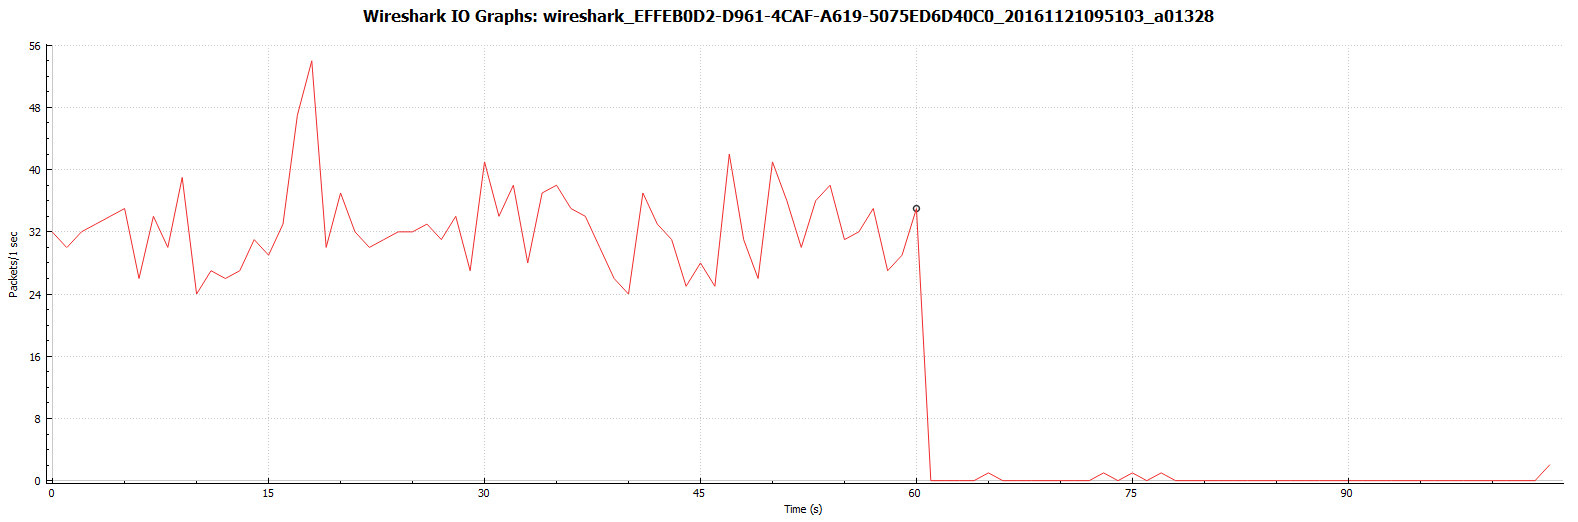 Wireshark IO Graphs: wireshark_EFFEB0D2-D961-4CAF-A619-5075ED6D40C0_20161121095103_a01328
56
48
40
32
24
16
8
0
Packets/1 sec
0 15 30 45 60 75 90
Time (s)